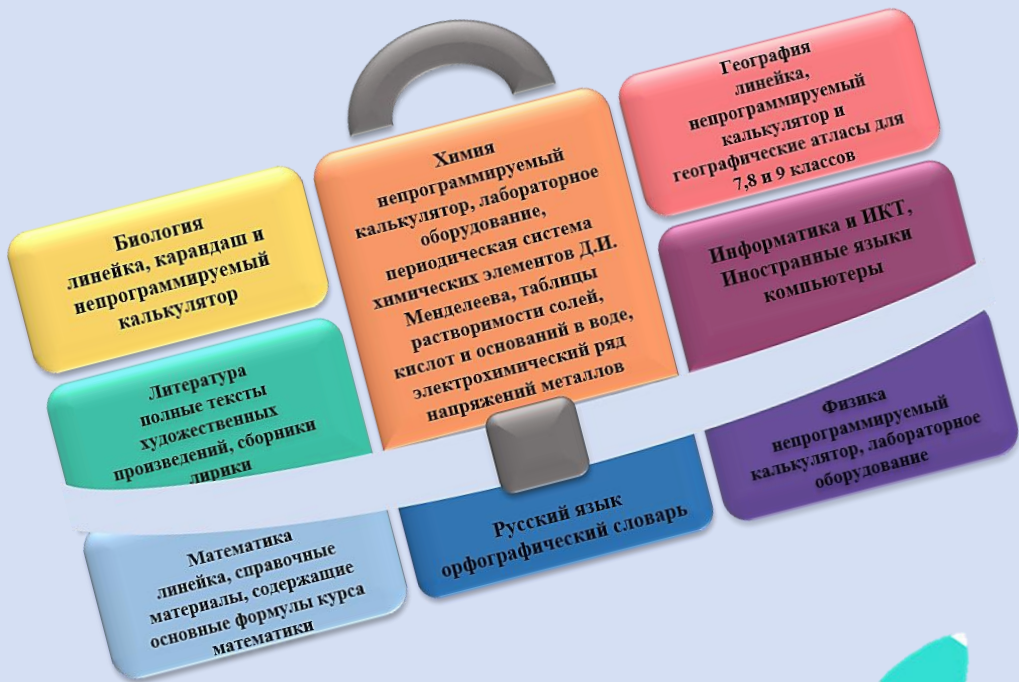 Биология
линейка, карандаш и
непрограммируемый
калькулятор
Литература
полные тексты
художественных
произведений, сборники
лирики
Математика
линейка, справочные
материалы, содержащие
основные формулы курса
математики
Химия
непрограммируемый
калькулятор, лабораторное
оборудование,
периодическая система
химических элементов Д.И.
Менделеева, таблицы
растворимости солей,
кислот и оснований в воде,
электрохимический ряд
напряжений металлов
Русский язык
орфографический словарь
География
линейка,
непрограммируемый
калькулятор и
географические атласы для
7,8 и 9 классов
Информатика и ИКТ,
Иностранные языки
компьютеры
Физика
непрограммируемый
калькулятор, лабораторное
оборудование